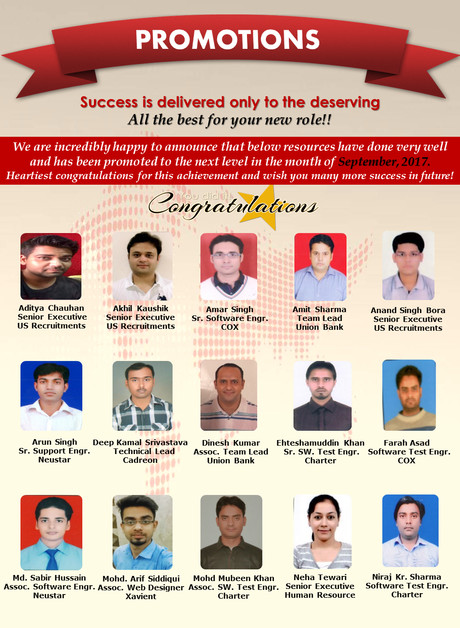 PROMOTIONS
Success is delivered only to the deserving
All the best for your new role!!
We are incredibly happy to announce that below resources have done very well
and has been promoted to the next level in the month of September, 2017.
Heartiest congratulations for this achievement and wish you many more success in future!
Congratulations
Aditya Chauhan
Senior Executive
US Recruitments
Akhil Kaushik
Senior Executive
US Recruitments
Amar Singh
Sr. Software Engr.
COX
Amit Sharma
Team Lead
Union Bank
Anand Singh Bora
Senior Executive
US Recruitments
Arun Singh
Sr. Support Engr.
Neustar
Deep Kamal Srivastava
Technical Lead
Cadreon
Dinesh Kumar
Assoc. Team Lead
Union Bank
Ehteshamuddin Khan
Sr. SW. Test Engr.
Charter
Farah Asad
Software Test Engr.
COX
Md. Sabir Hussain
Assoc. Software Engr.
Neustar
Mohd. Arif Siddiqui
Assoc. Web Designer
Xavient
Mohd Mubeen Khan
Assoc. SW. Test Engr.
Charter
Neha Tewari
Senior Executive
Human Resource
Niraj Kr. Sharma
Software Test Engr.
Charter